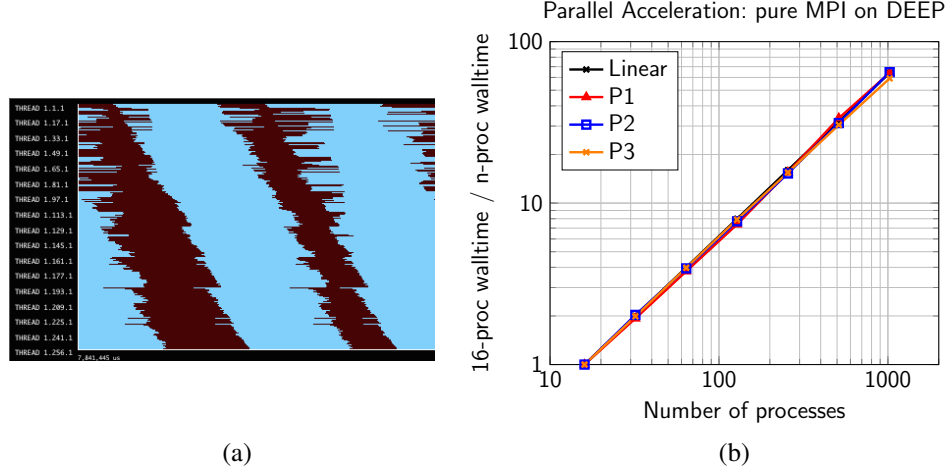 THREAD 1.1.1
THREAD 1.17.1
THREAD 1.33.1
THREAD 1.49.1
THREAD 1.65.1
THREAD 1.81.1
THREAD 1.97.1
THREAD 1.113.1
THREAD 1.129.1
THREAD 1.145.1
THREAD 1.161.1
THREAD 1.177.1
THREAD 1.193.1
THREAD 1.209.1
THREAD 1.225.1
THREAD 1.241.1
THREAD 1.256.1
7,841,445 us
(a)
Parallel Acceleration: pure MPI on DEEP
16-proc walltime / n-proc walltime
100
10
1
Linear
P1
P2
P3
10
100
1000
Number of processes
(b)